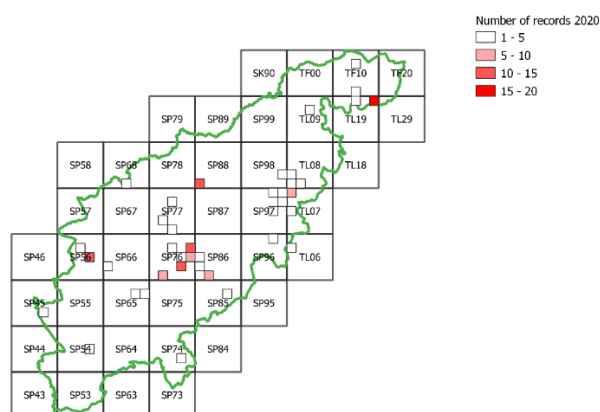 Number of records 2020
1 - 5
5 - 10
10 - 15
15 - 20
SK90 TF00 TF10 TF20
SP79 SP89 SP99 TL09 TL19 TL29
SP58 SP68 SP78 SP88 SP98 TL08 TL18
SP57 SP67 SP77 SP87 SP97 TL07
SP46 SP56 SP66 SP76 SP86 SP96 TL06
SP45 SP55 SP65 SP75 SP85 SP95
SP44 SP54 SP64 SP74 SP84
SP43 SP53 SP63 SP73